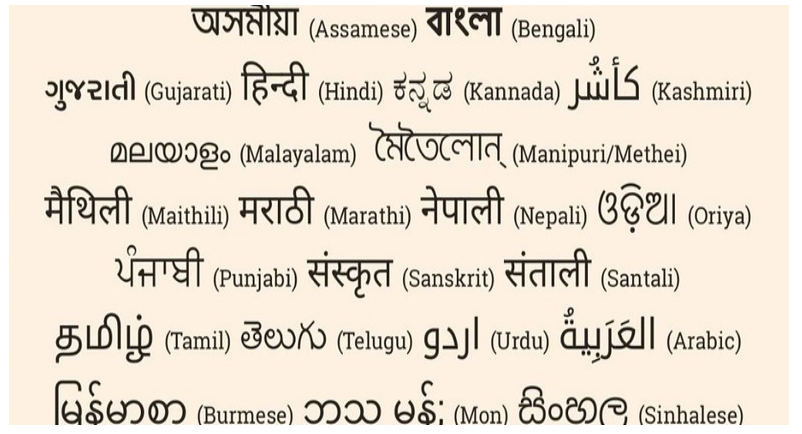 অসমীয়া (Assamese) বাংলা (Bengali)
ગુજરાતી (Gujarati) हिन्दी (Hindi) ಕನ್ನಡ (Kannada) كأشُر (Kashmiri)
മലയാളം (Malayalam) মৈতৈলোন্ (Manipuri/Methei)
मैथिली (Maithili) मराठी (Marathi) नेपाली (Nepali) ଓଡ଼ିଆ (Oriya)
ਪੰਜਾਬੀ (Punjabi) संस्कृत (Sanskrit) संताली (Santali)
தமிழ் (Tamil) తెలుగు (Telugu) اردو (Urdu) العَرَبِيةُ (Arabic)
မြန်မာစာ (Burmese) ဘသ မန်; (Mon) සිංහල (Sinhalese)